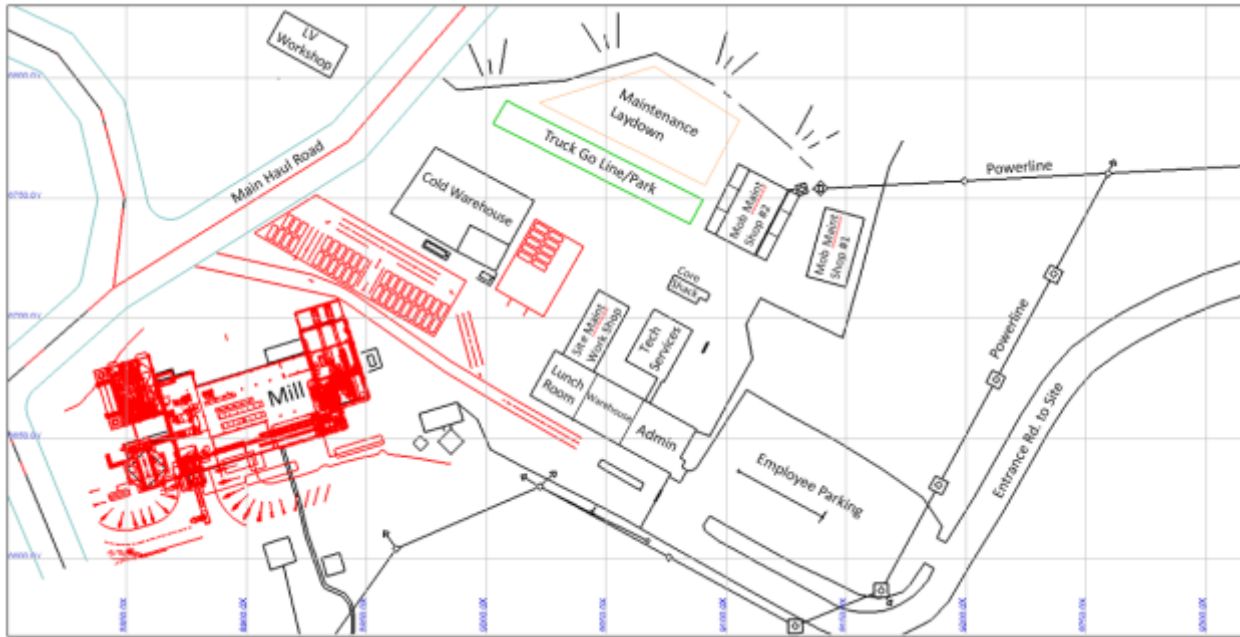 LV
Workshop
Maintenance
Laydown
Truck Go Line/Park
Main Haul Road
Cold Warehouse
Mob Maint
Shop #2
Powerline
Mob Maint
Shop #1
Core
Shack
Site Maint
Work Shop
Tech
Services
Powerline
Mill
Lunch
Room
Warehouse
Admin
Employee Parking
Entrance Rd. to Site